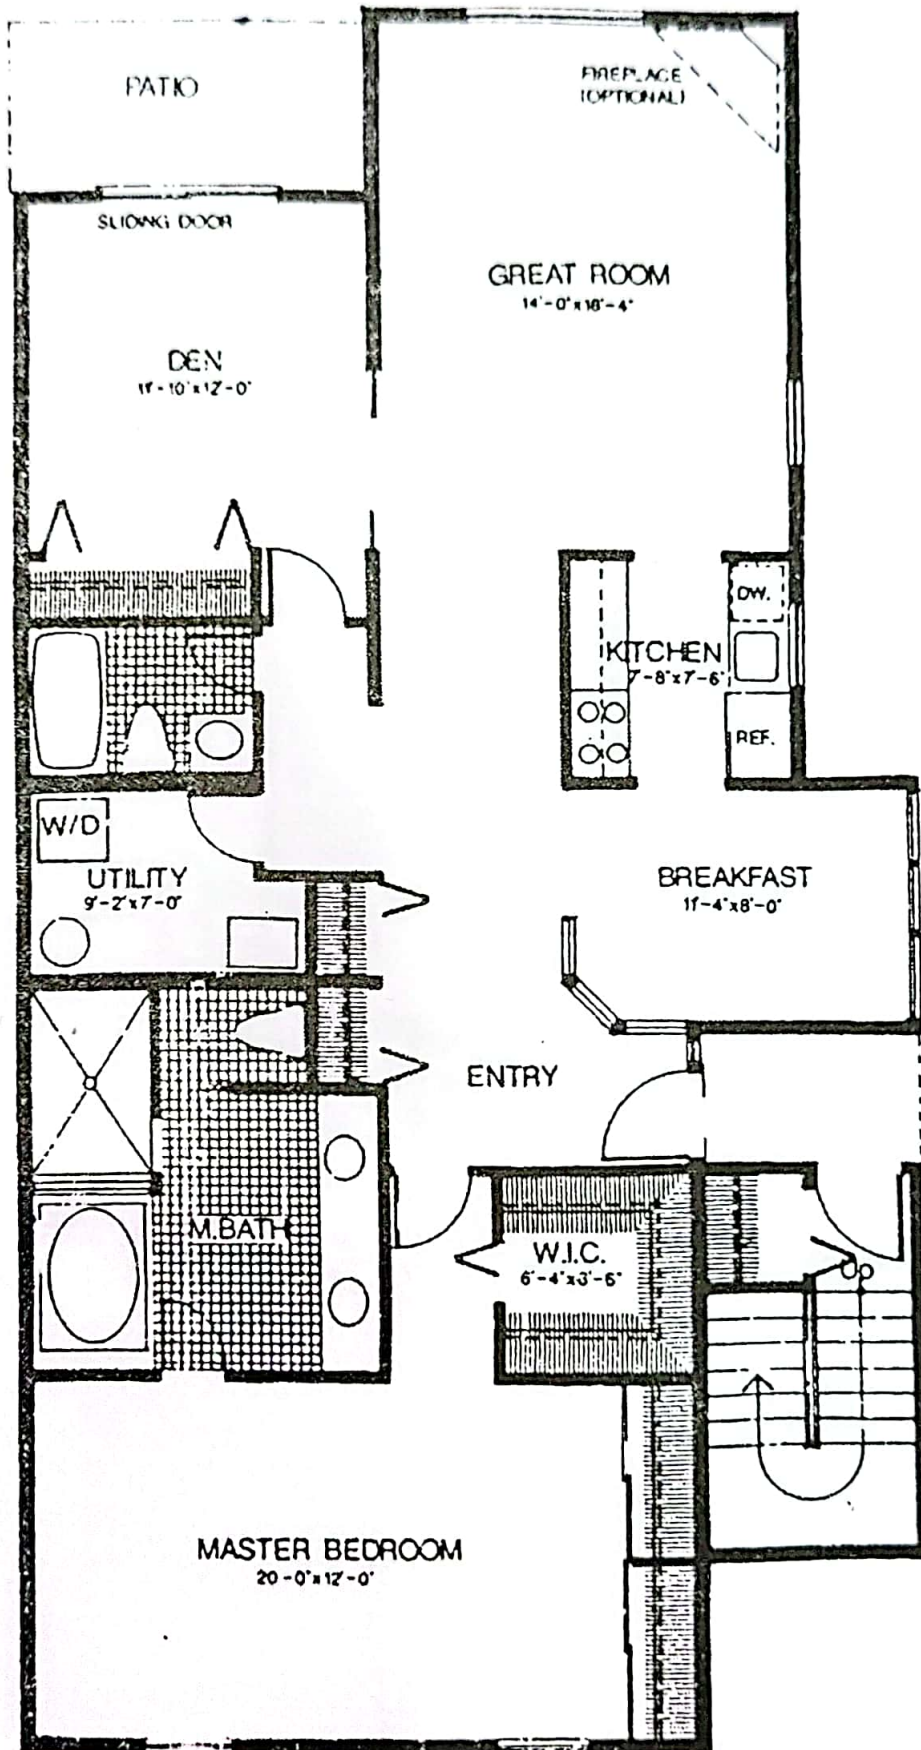 PATIO
FIREPLACE
(OPTIONAL)
SLIDING DOOR
GREAT ROOM
14'-0"x18'-4"
DEN
11'-10"x12'-0"
DW.
KITCHEN
7'-8"x7'-6"
REF.
W/D
UTILITY
9'-2"x7'-0"
BREAKFAST
11'-4"x8'-0"
ENTRY
M.BATH
W.I.C.
6'-4"x3'-6"
MASTER BEDROOM
20-0"x12'-0"